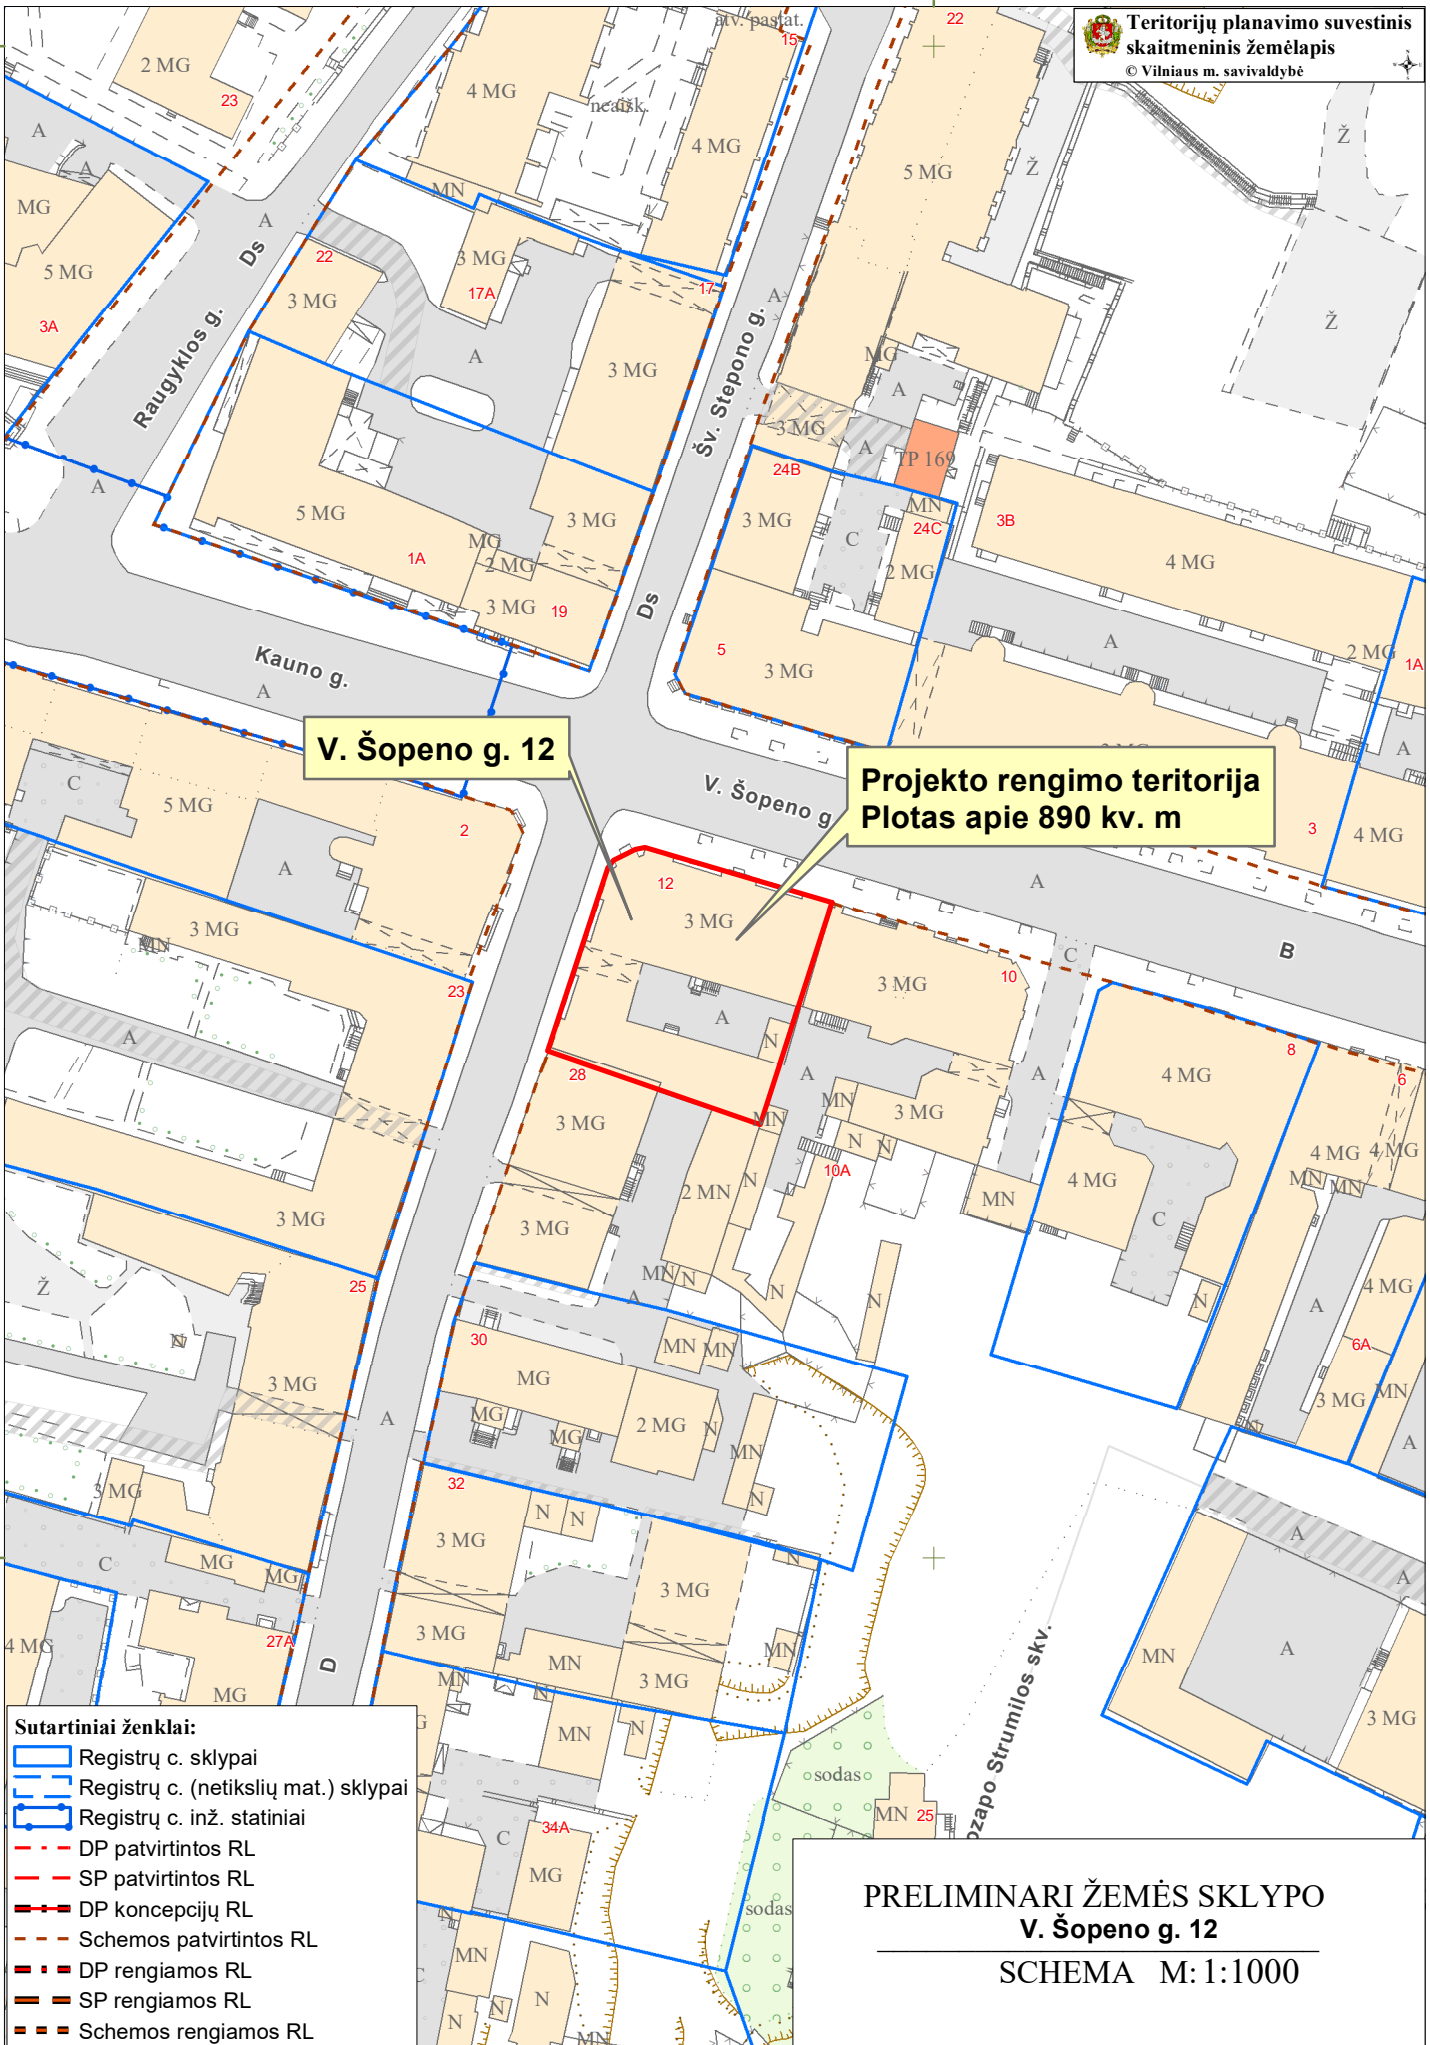 Teritorijų planavimo suvestinis
skaitmeninis žemėlapis
© Vilniaus m. savivaldybė
atv. pastat.
15
22
2 MG
23
4 MG
neaišk.
4 MG
5 MG
Ž
Ž
A
A
MG
A
MN
Ds
5 MG
3A
22
3 MG
3 MG
17A
17
A
Ž
Raugyklos g.
A
3 MG
Šv. Stepono g.
MG
A
3 MG
A
TP 169
24B
A
5 MG
3 MG
3 MG
MN
24C
3B
C
4 MG
MG
2 MG
1A
2 MG
3 MG
19
Ds
A
5
3 MG
2 MG
1A
Kauno g.
A
V. Šopeno g. 12
A
Projekto rengimo teritorija
Plotas apie 890 kv. m
V. Šopeno g
C
5 MG
2
3
4 MG
A
12
A
3 MG
3 MG
MN
B
C
10
3 MG
23
A
A
N
8
28
A
A
4 MG
6
3 MG
MN
MN
3 MG
N
N
10A
4 MG
4 MG
2 MN
N
MN
4 MG
MN
MN
3 MG
3 MG
C
25
Ž
MN
N
A
N
N
N
N
A
4 MG
30
MN
MN
6A
MG
3 MG
MG
MG
2 MG
N
MN
3 MG
MN
N
A
A
32
3 MG
N
N
N
3 MG
A
C
MG
MG
N
3 MG
A
4 MG
3 MG
27A
MN
MN
MN
A
D
MN
3 MG
MG
N
G
MN
N
3 MG
Sutartiniai ženklai:
Registrų c. sklypai
Registrų c. (netikslių mat.) sklypai
Registrų c. inž. statiniai
DP patvirtintos RL
SP patvirtintos RL
DP koncepcijų RL
Schemos patvirtintos RL
DP rengiamos RL
SP rengiamos RL
Schemos rengiamos RL
sodas
MN
25
ozapo Strumilos skv.
34A
C
MG
sodas
N
MN
N
N
N
MN
PRELIMINARI ŽEMĖS SKLYPO
V. Šopeno g. 12
SCHEMA M: 1:1000